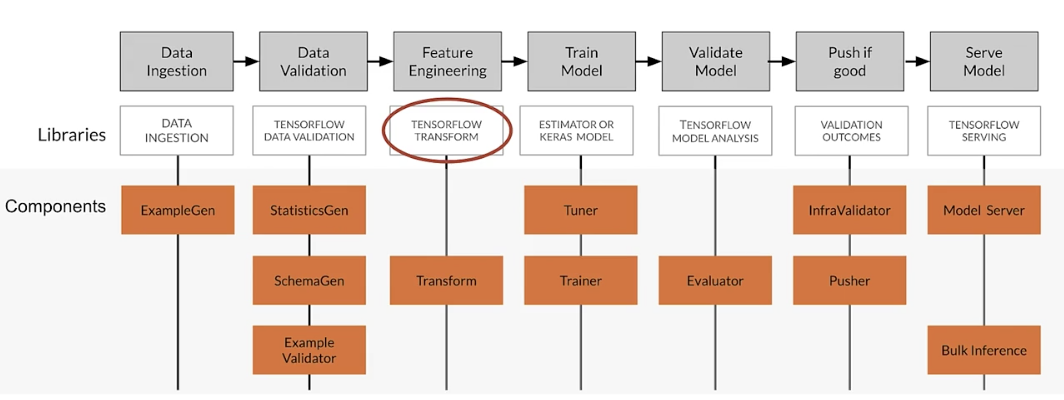 Data
Ingestion
Data
Validation
Feature
Engineering
Train
Model
Validate
Model
Push if
good
Serve
Model
Libraries
DATA
INGESTION
TENSORFLOW
DATA VALIDATION
TENSORFLOW
TRANSFORM
ESTIMATOR OR
KERAS MODEL
TENSORFLOW
MODEL ANALYSIS
VALIDATION
OUTCOMES
TENSORFLOW
SERVING
Components
ExampleGen
StatisticsGen
Tuner
InfraValidator
Model Server
SchemaGen
Transform
Trainer
Evaluator
Pusher
Example
Validator
Bulk Inference